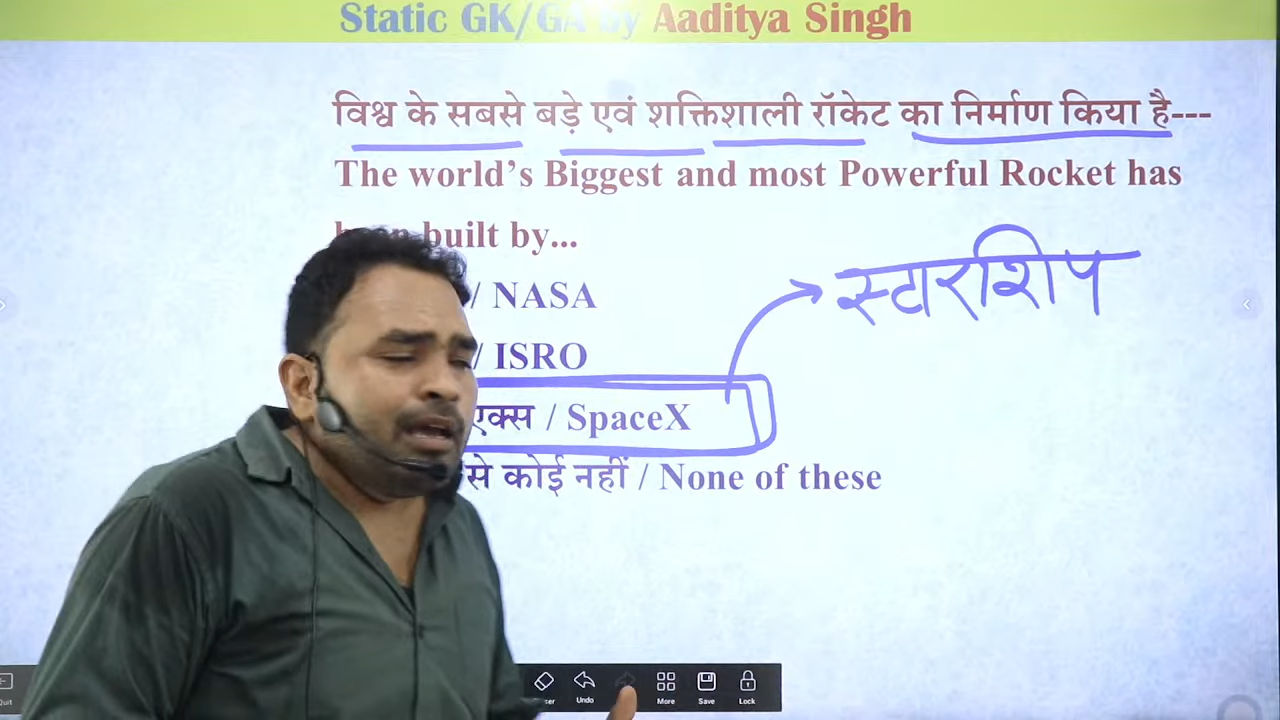 Static GK/GA by Aaditya Singh
विश्व के सबसे बड़े एवं शक्तिशाली रॉकेट का निर्माण किया है---
The world's Biggest and most Powerful Rocket has
built by...
/ NASA
स्टारशिप
/ ISRO
एक्स / SpaceX
से कोई नहीं / None of these
Quit
Undo
More
Save
Lock